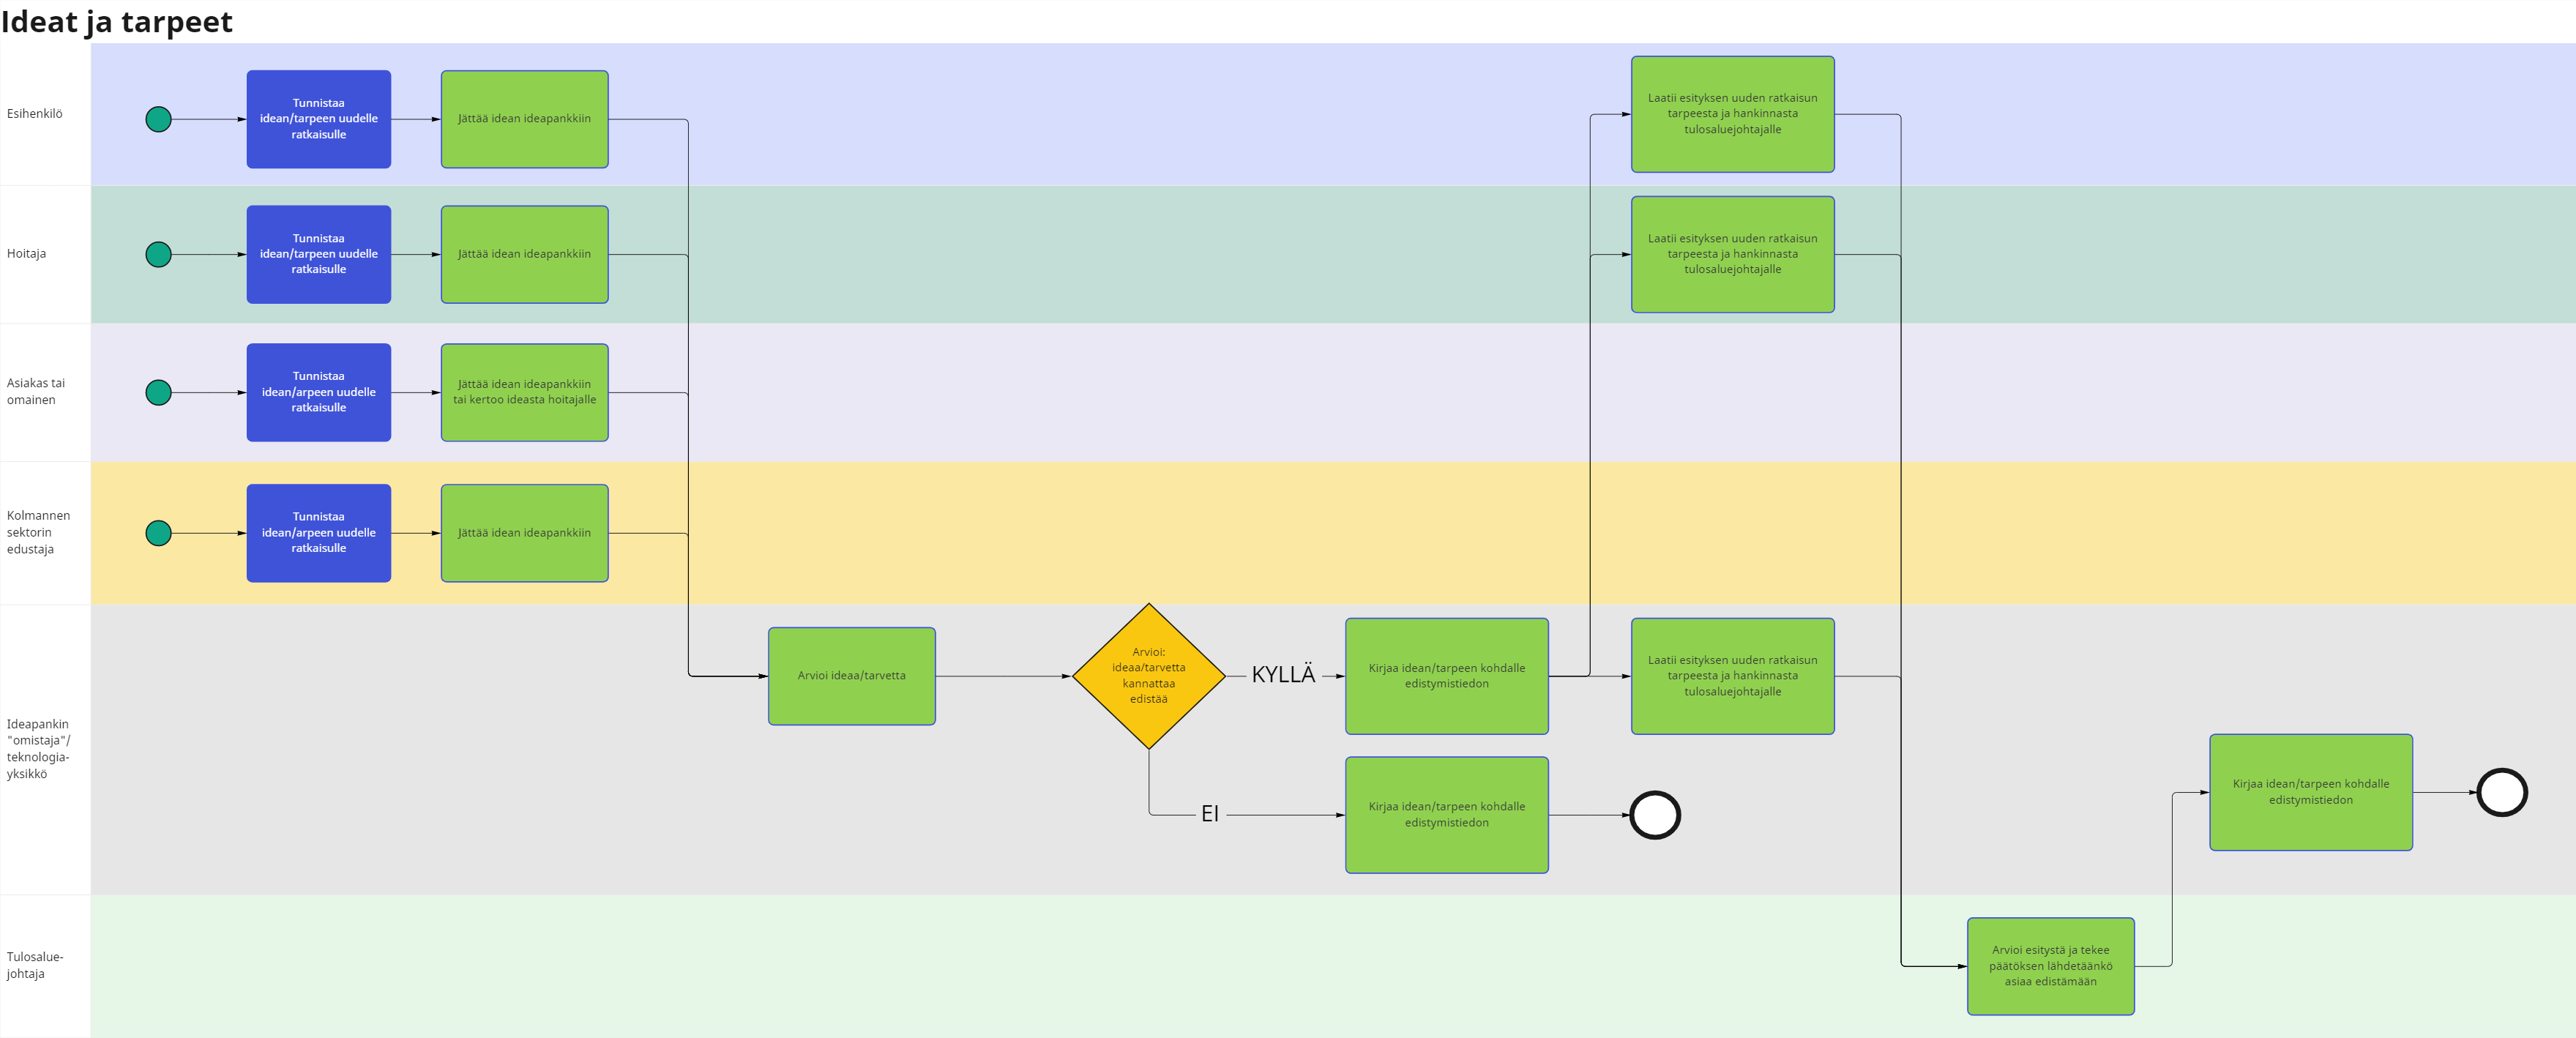 Ideat ja tarpeet
Esihenkilö
Tunnistaa
idean/tarpeen uudelle
ratkaisulle
Jättää idean ideapankkiin
Laatii esityksen uuden ratkaisun
tarpeesta ja hankinnasta
tulosaluejohtajalle
Hoitaja
Tunnistaa
idean/tarpeen uudelle
ratkaisulle
Jättää idean ideapankkiin
Laatii esityksen uuden ratkaisun
tarpeesta ja hankinnasta
tulosaluejohtajalle
Asiakas tai
omainen
Tunnistaa
idean/arpeen uudelle
ratkaisulle
Jättää idean ideapankkiin
tai kertoo ideasta hoitajalle
Kolmannen
sektorin
edustaja
Tunnistaa
idean/arpeen uudelle
ratkaisulle
Jättää idean ideapankkiin
Ideapankin
"omistaja"/
teknologia-
yksikkö
Arvioi ideaa/tarvetta
Arvioi:
ideaa/tarvetta
kannattaa
edistää
KYLLÄ
Kirjaa idean/tarpeen kohdalle
edistymistiedon
Laatii esityksen uuden ratkaisun
tarpeesta ja hankinnasta
tulosaluejohtajalle
EI
Kirjaa idean/tarpeen kohdalle
edistymistiedon
Kirjaa idean/tarpeen kohdalle
edistymistiedon
Tulosalue-
johtaja
Arvioi esitystä ja tekee
päätöksen lähdetäänkö
asiaa edistämään